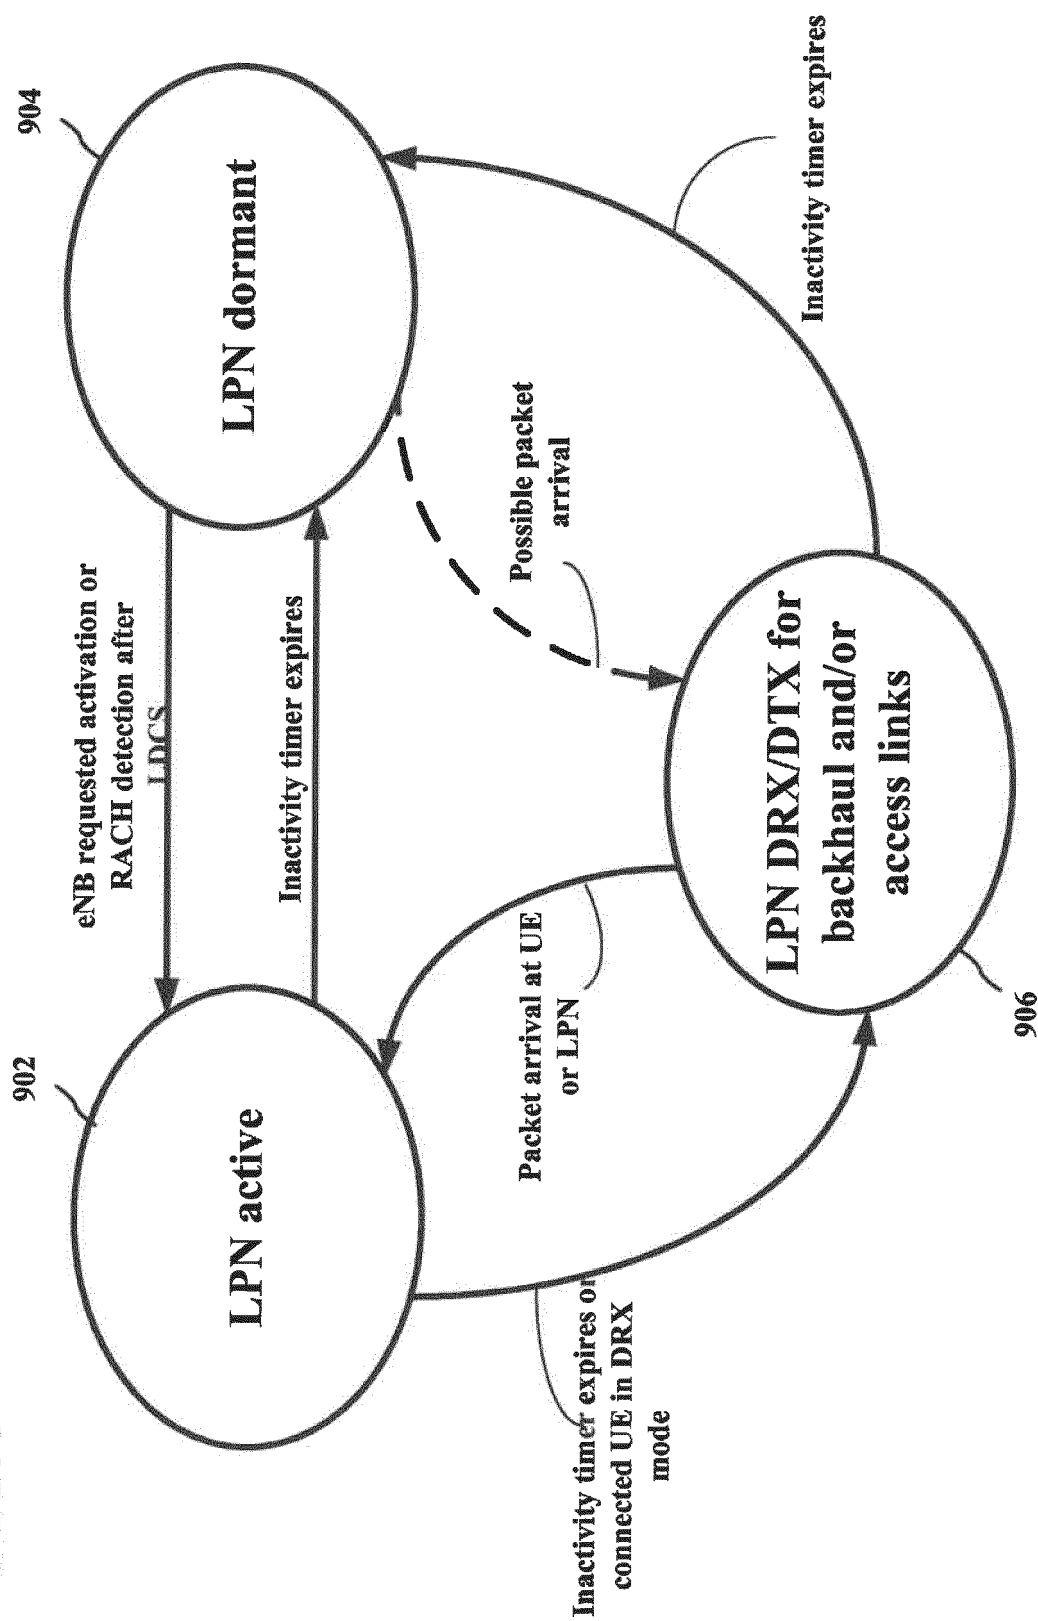 902
904
eNB requested activation or
RACH detection after
LDCS
LPN active
LPN dormant
Inactivity timer expires
Packet arrival at UE
or LPN
Possible packet
arrival
Inactivity timer expires or
connected UE in DRX
mode
LPN DRX/DTX for
backhaul and/or
access links
Inactivity timer expires
906